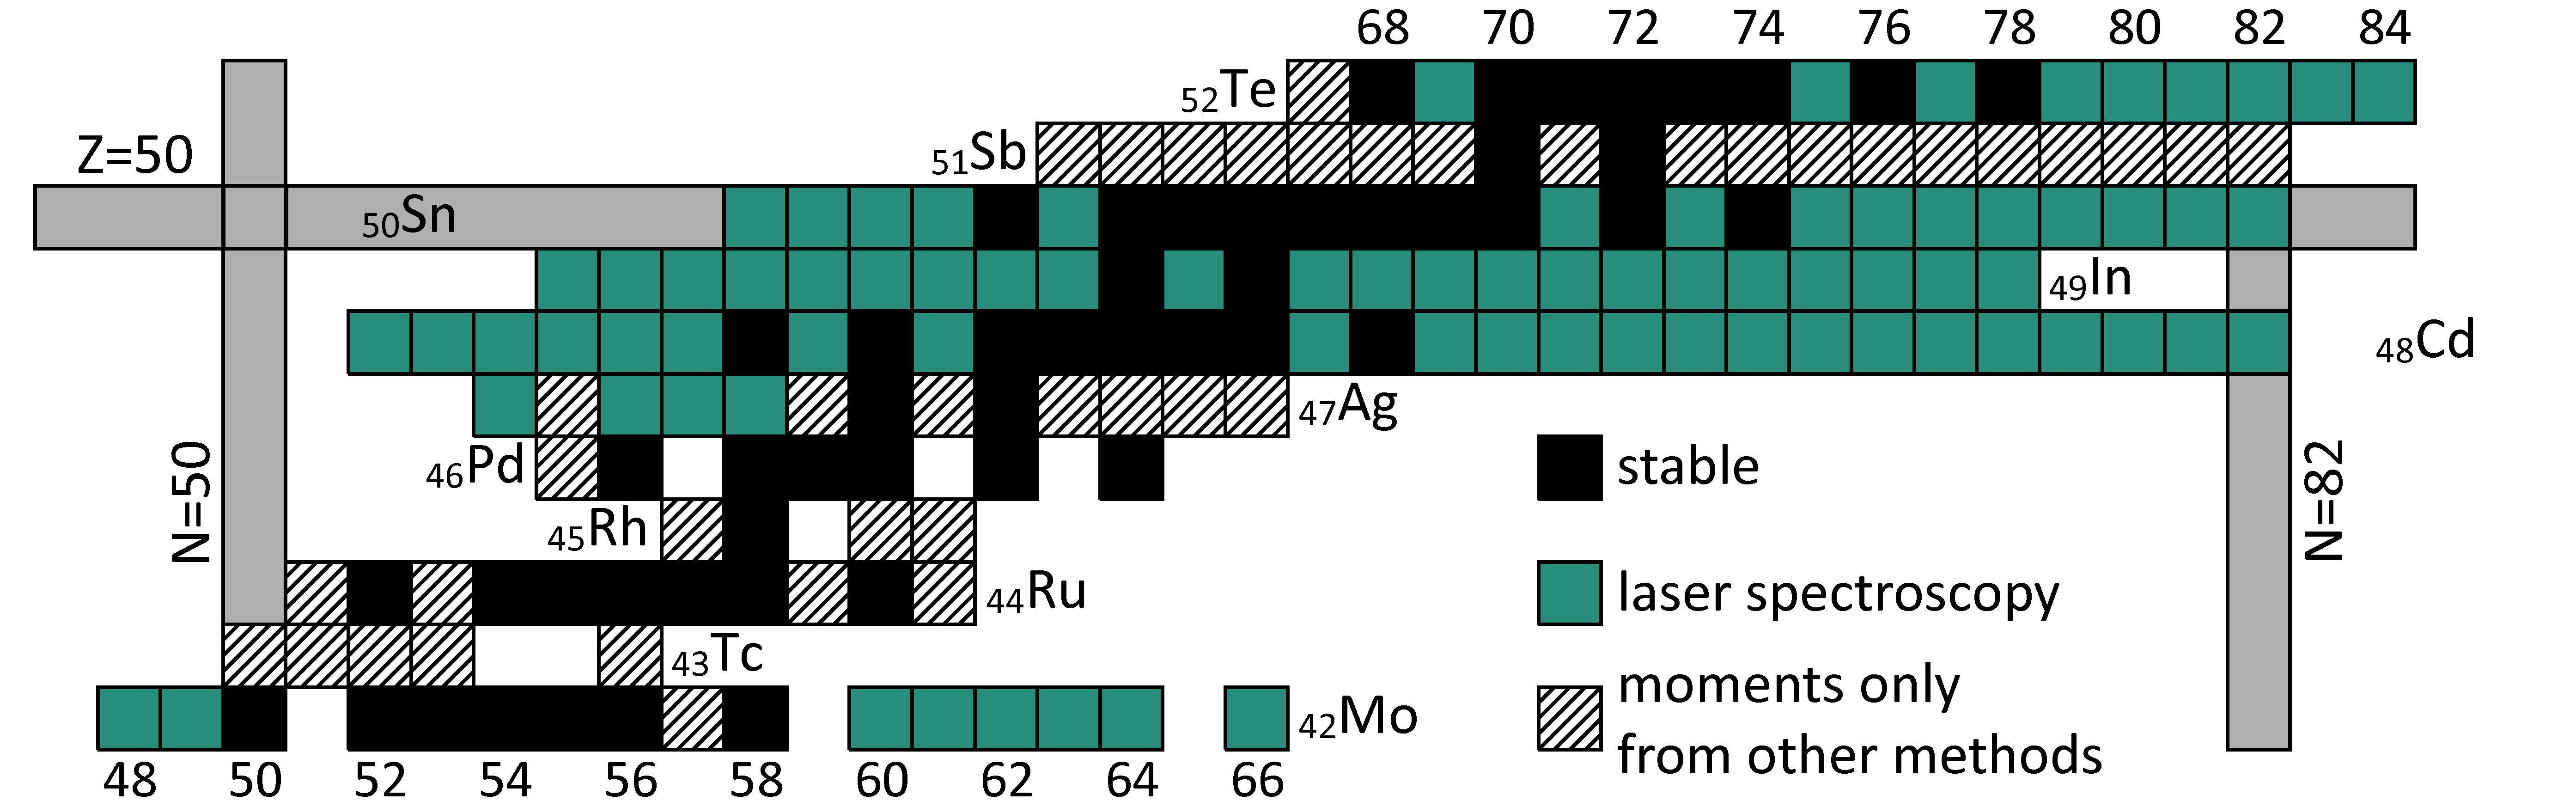 68 70 72 74 76 78 80 82 84
52Te
51Sb
Z=50
50Sn
49In
48Cd
47Ag
46Pd
N=50
N=82
stable
45Rh
44Ru
laser spectroscopy
43Tc
moments only
from other methods
42Mo
48 50 52 54 56 58 60 62 64 66